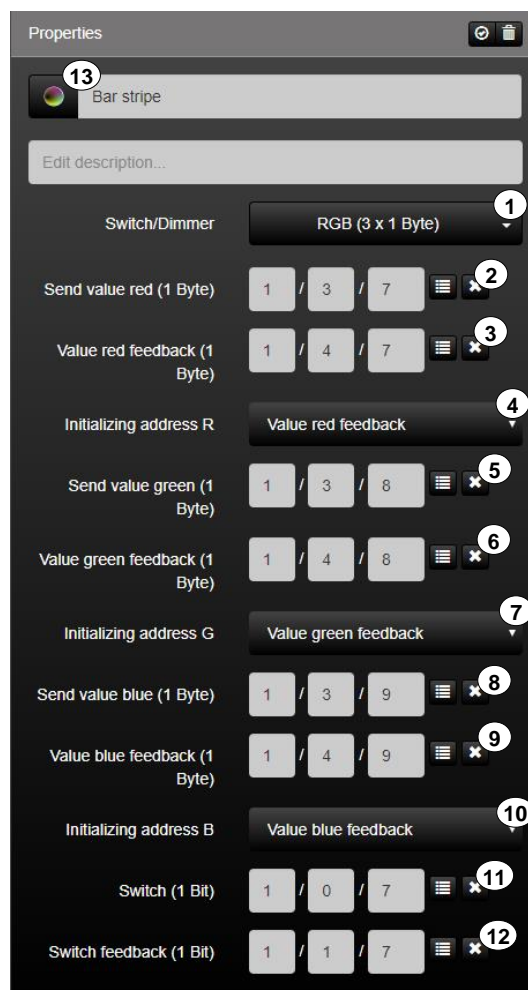 Properties
13
Bar stripe
Edit description...
1
Switch/Dimmer RGB (3 x 1 Byte)
2
Send value red (1 Byte) 1 / 3 / 7
3
Value red feedback (1 1 / 4 / 7
Byte)
4
Initializing address R Value red feedback
5
Send value green (1 1 / 3 / 8
Byte)
6
Value green feedback (1 1 / 4 / 8
Byte)
7
Initializing address G Value green feedback
8
Send value blue (1 Byte) 1 / 3 / 9
9
Value blue feedback (1 1 / 4 / 9
Byte)
10
Initializing address B Value blue feedback
11
Switch (1 Bit) 1 / 0 / 7
12
Switch feedback (1 Bit) 1 / 1 / 7